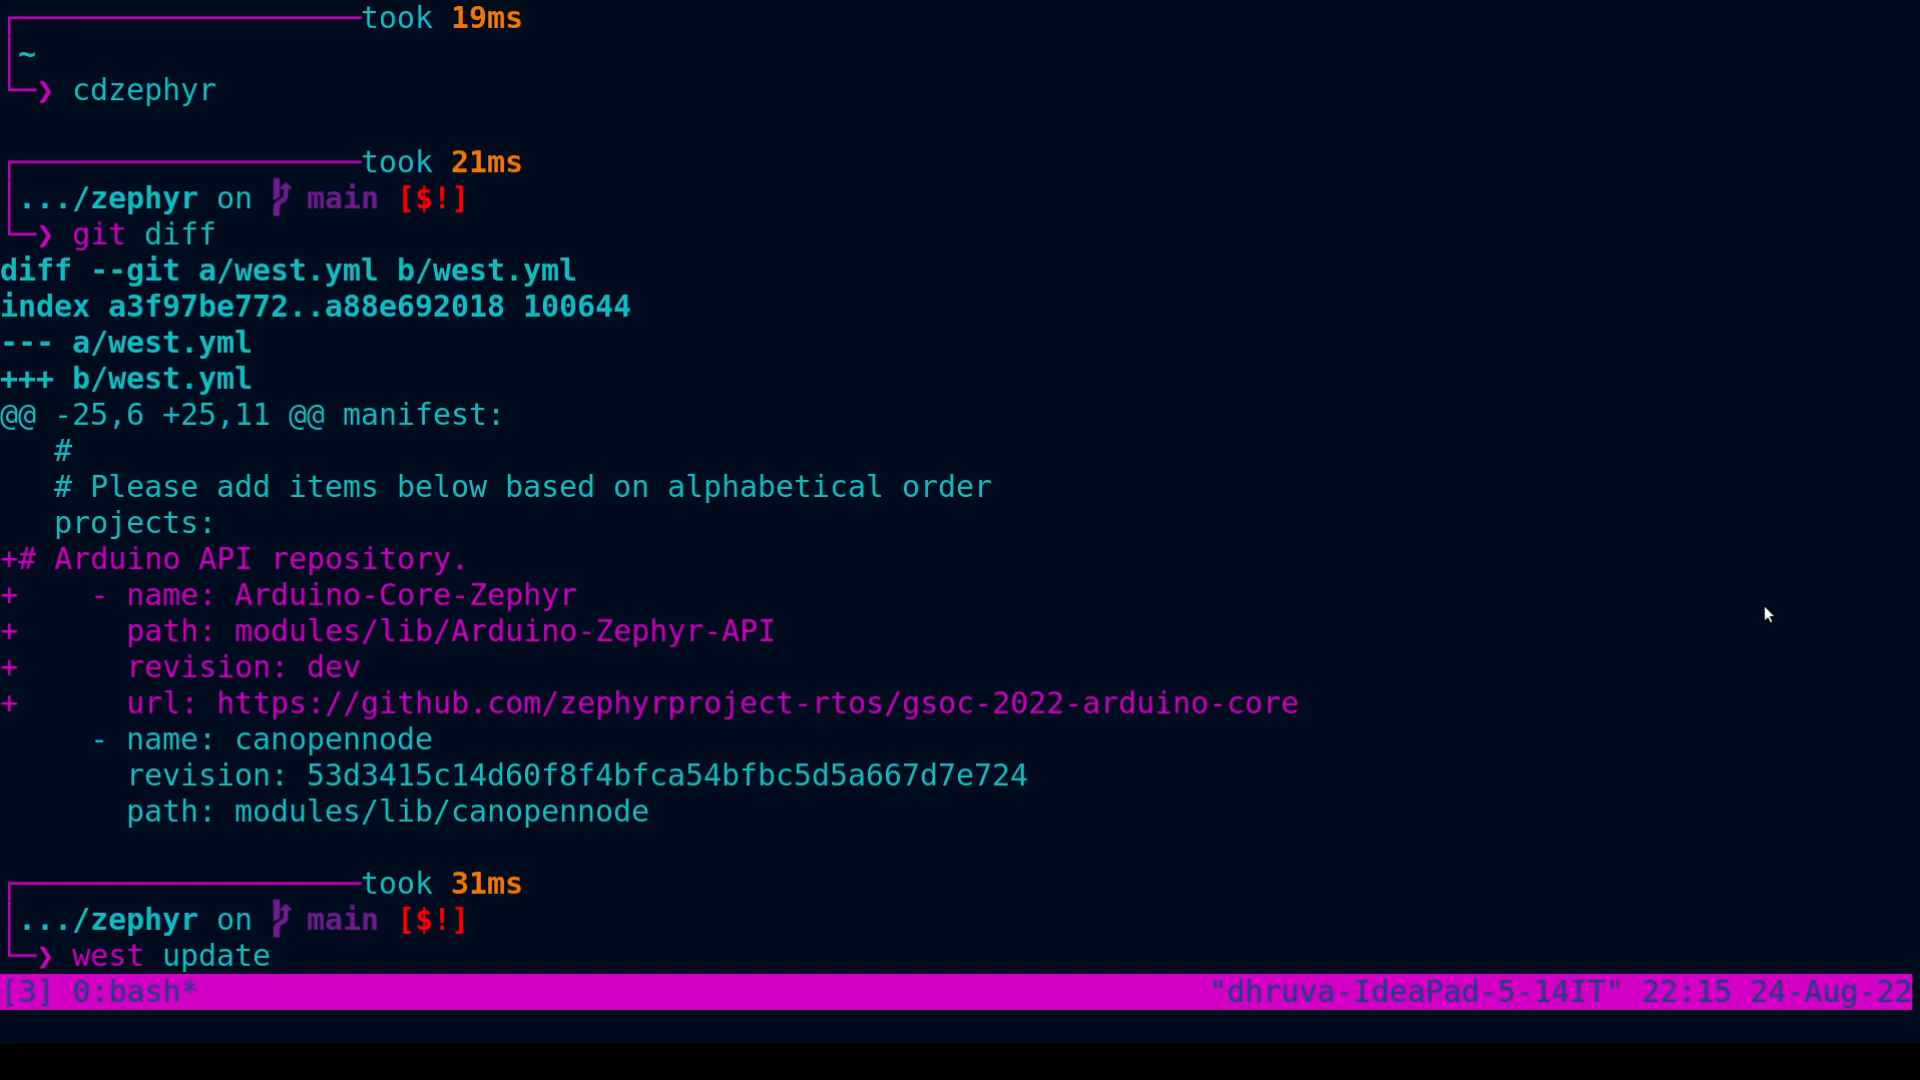 took 19ms
~
❯ cdzephyr
took 21ms
.../zephyr on main [$!]
❯ git diff
diff --git a/west.yml b/west.yml
index a3f97be772..a88e692018 100644
--- a/west.yml
+++ b/west.yml
@@ -25,6 +25,11 @@ manifest:
   #
   # Please add items below based on alphabetical order
   projects:
+# Arduino API repository.
+    - name: Arduino-Core-Zephyr
+      path: modules/lib/Arduino-Zephyr-API
+      revision: dev
+      url: https://github.com/zephyrproject-rtos/gsoc-2022-arduino-core
     - name: canopennode
       revision: 53d3415c14d60f8f4bfca54bfbc5d5a667d7e724
       path: modules/lib/canopennode
took 31ms
.../zephyr on main [$!]
❯ west update
[3] 0:bash* "dhruva-IdeaPad-5-14IT" 22:15 24-Aug-22